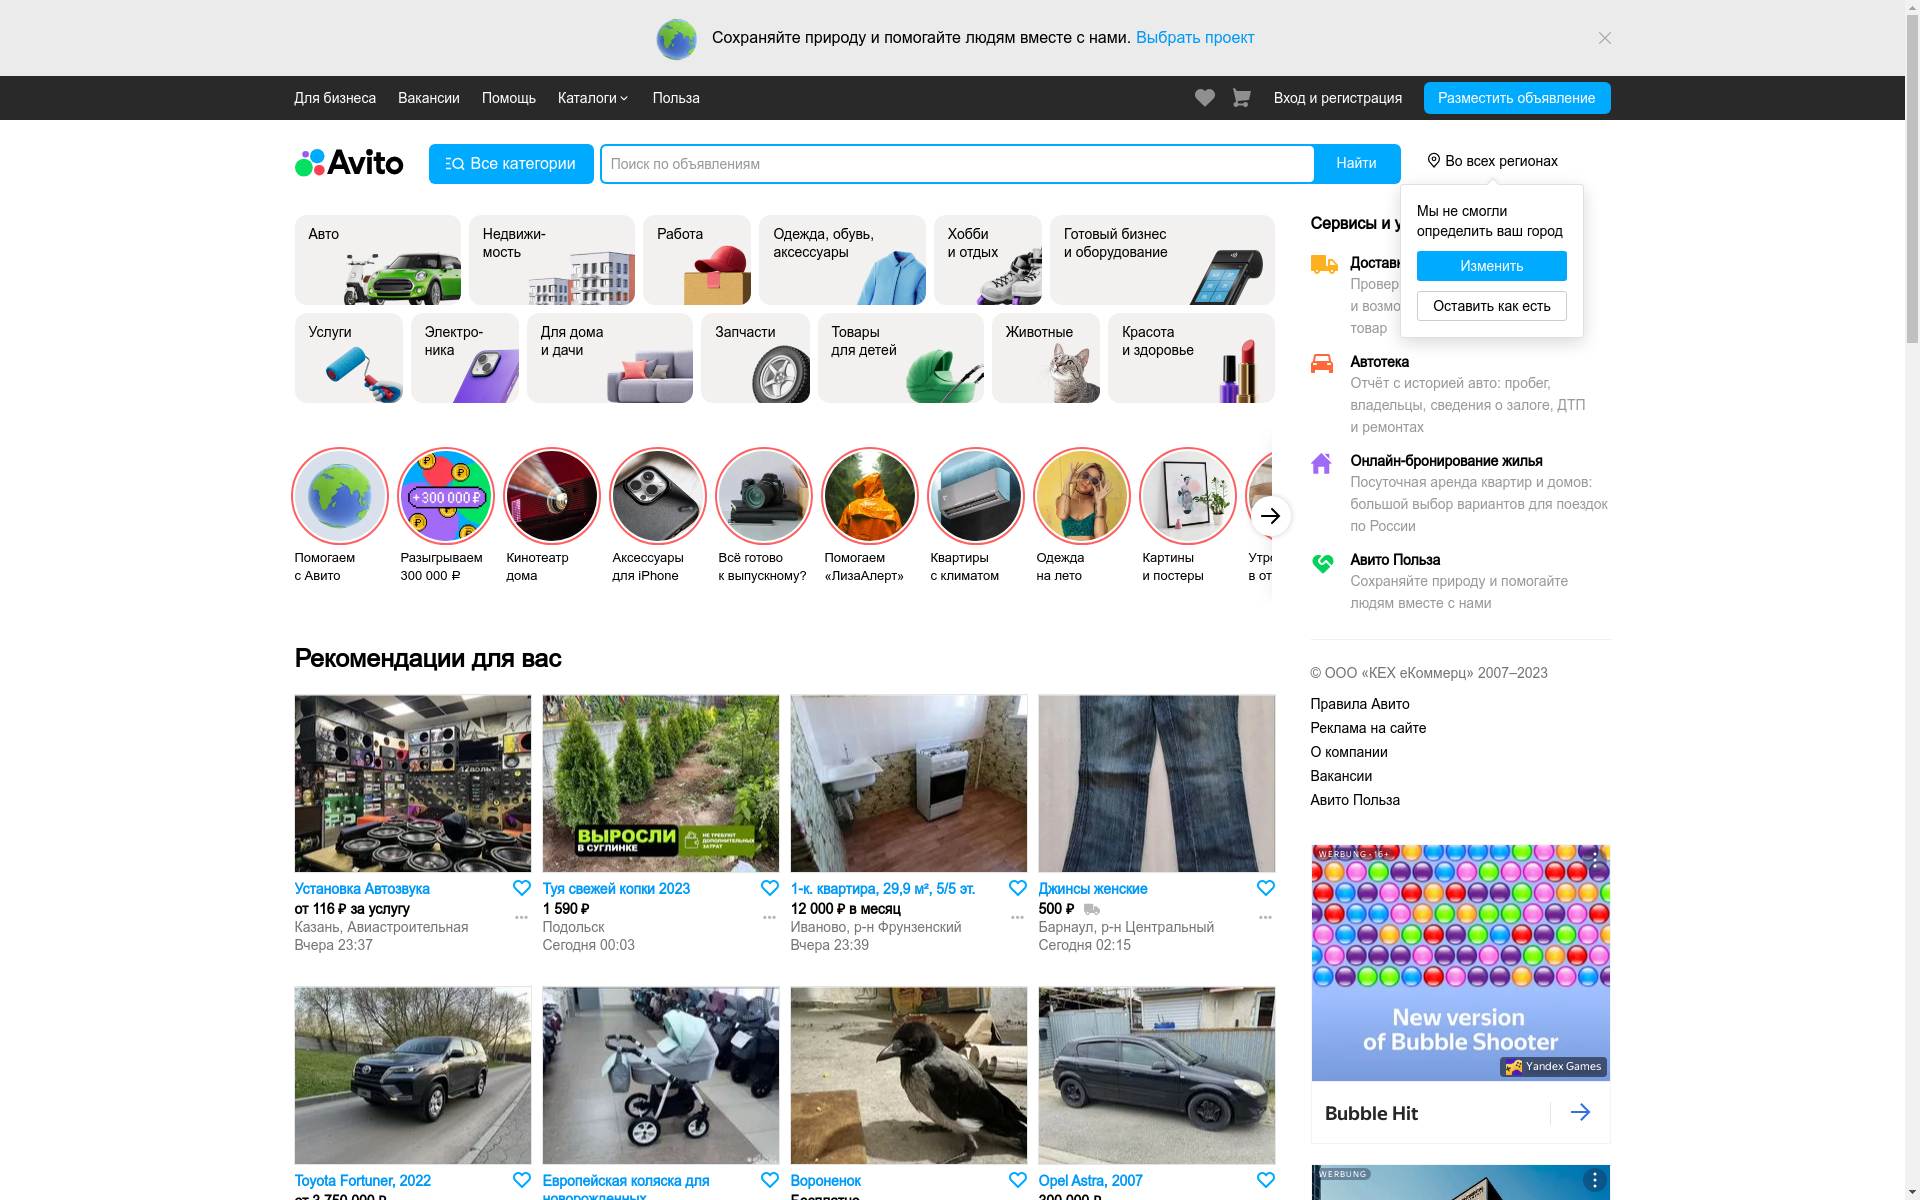 Сохраняйте природу и помогайте людям вместе с нами. Выбрать проект
Для бизнеса
Вакансии
Помощь
Каталоги
Польза
Вход и регистрация
Разместить объявление
Avito
Все категории
Поиск по объявлениям
Найти
Во всех регионах
Мы не смогли
определить ваш город
Изменить
Оставить как есть
Авто
Недвижи-
мость
Работа
Одежда, обувь,
аксессуары
Хобби
и отдых
Готовый бизнес
и оборудование
Услуги
Электро-
ника
Для дома
и дачи
Запчасти
Товары
для детей
Животные
Красота
и здоровье
+300 000 ₽
Помогаем
с Авито
Разыгрываем
300 000 ₽
Кинотеатр
дома
Аксессуары
для iPhone
Всё готово
к выпускному?
Помогаем
«ЛизаАлерт»
Квартиры
с климатом
Одежда
на лето
Картины
и постеры
Сервисы и
товар
Автотека
Отчёт с историей авто: пробег,
владельцы, сведения о залоге, ДТП
и ремонтах
Онлайн-бронирование жилья
Посуточная аренда квартир и домов:
большой выбор вариантов для поездок
по России
Авито Польза
Сохраняйте природу и помогайте
людям вместе с нами
© ООО «КЕХ еКоммерц» 2007–2023
Правила Авито
Реклама на сайте
О компании
Вакансии
Авито Польза
Рекомендации для вас
12ВОЛЬТ
ВЫРОСЛИ
В СУГЛИНКЕ
НЕ ТРЕБУЮТ
ДОПОЛНИТЕЛЬНЫХ
ЗАТРАТ
Установка Автозвука
от 116 ₽ за услугу
Казань, Авиастроительная
Вчера 23:37
Туя свежей копки 2023
1 590 ₽
Подольск
Сегодня 00:03
1-к. квартира, 29,9 м², 5/5 эт.
12 000 ₽ в месяц
Иваново, р-н Фрунзенский
Вчера 23:39
Джинсы женские
500 ₽
Барнаул, р-н Центральный
Сегодня 02:15
Toyota Fortuner, 2022
от 3 750 000 ₽
Европейская коляска для
новорожденных
Вороненок
Бесплатно
Opel Astra, 2007
300 000 ₽
WERBUNG • 16+
New version
of Bubble Shooter
Yandex Games
Bubble Hit
WERBUNG